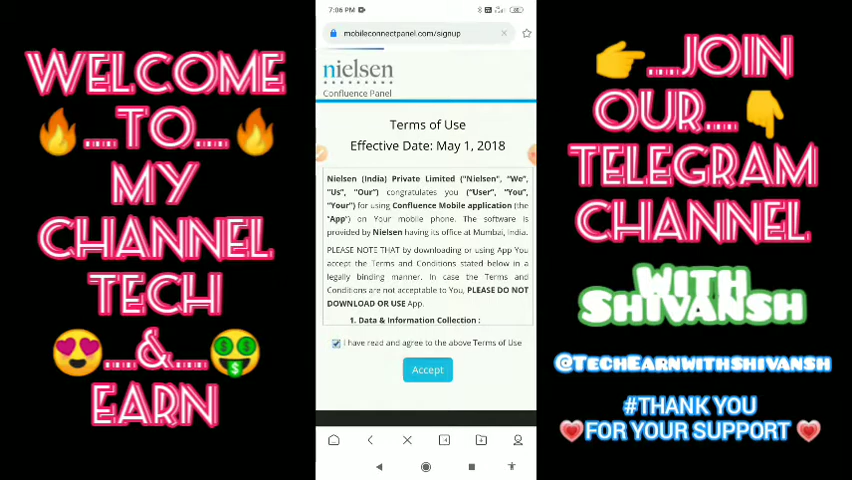 WELCOME
🔥....TO....🔥
MY
CHANNEL
TECH
😍....&....🤑
EARN
7:06 PM
mobileconnectpanel.com/signup
nielsen
Confluence Panel
Terms of Use
Effective Date: May 1, 2018
Nielsen (India) Private Limited ("Nielsen", "We",
"Us", "Our") congratulates you ("User", "You",
"Your") for using Confluence Mobile application (the
"App") on Your mobile phone. The software is
provided by Nielsen having its office at Mumbai, India.
PLEASE NOTE THAT by downloading or using App You
accept the Terms and Conditions stated below in a
legally binding manner. In case the Terms and
Conditions are not acceptable to You, PLEASE DO NOT
DOWNLOAD OR USE App.
1. Data & Information Collection :
I have read and agree to the above Terms of Use
Accept
👉....JOIN
OUR....👇
TELEGRAM
CHANNEL
WITH
SHIVANSH
@TechEarnwithshivansh
#THANK YOU
💗FOR YOUR SUPPORT 💗